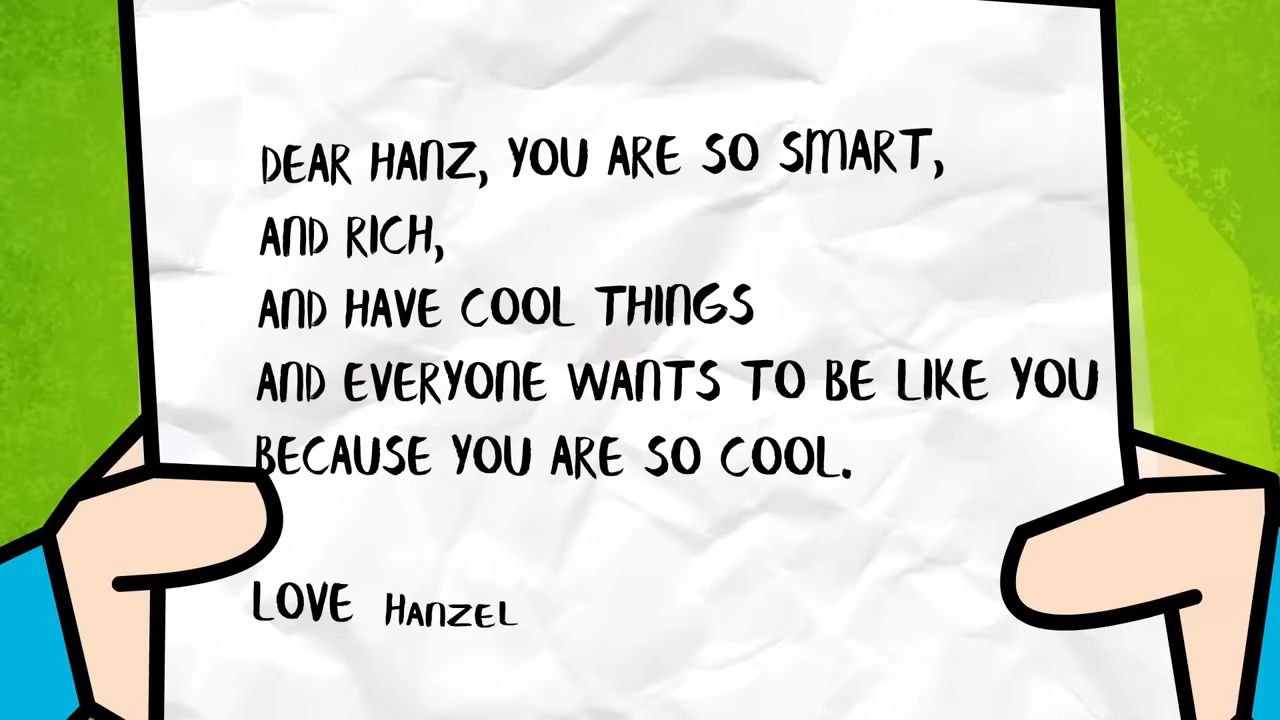 DEAR HANZ, YOU ARE SO SMART,
AND RICH,
AND HAVE COOL THINGS
AND EVERYONE WANTS TO BE LIKE YOU
BECAUSE YOU ARE SO COOL.
LOVE HANZEL